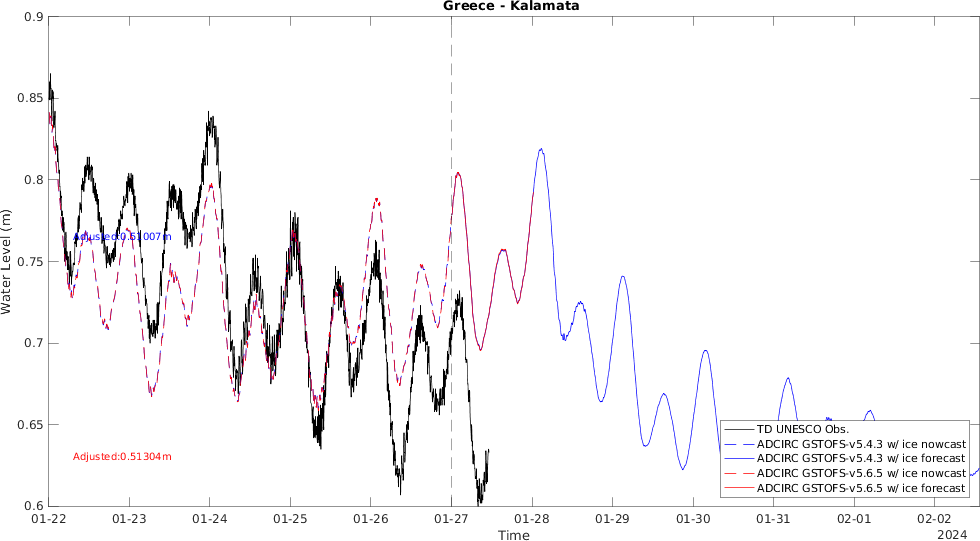 Greece - Kalamata
Water Level (m)
0.9
0.85
0.8
0.75
0.7
0.65
0.6
Adjusted:0.51007m
Adjusted:0.51304m
TD UNESCO Obs.
ADCIRC GSTOFS-v5.4.3 w/ ice nowcast
ADCIRC GSTOFS-v5.4.3 w/ ice forecast
ADCIRC GSTOFS-v5.6.5 w/ ice nowcast
ADCIRC GSTOFS-v5.6.5 w/ ice forecast
01-22 01-23 01-24 01-25 01-26 01-27 01-28 01-29 01-30 01-31 02-01 02-02
Time
2024